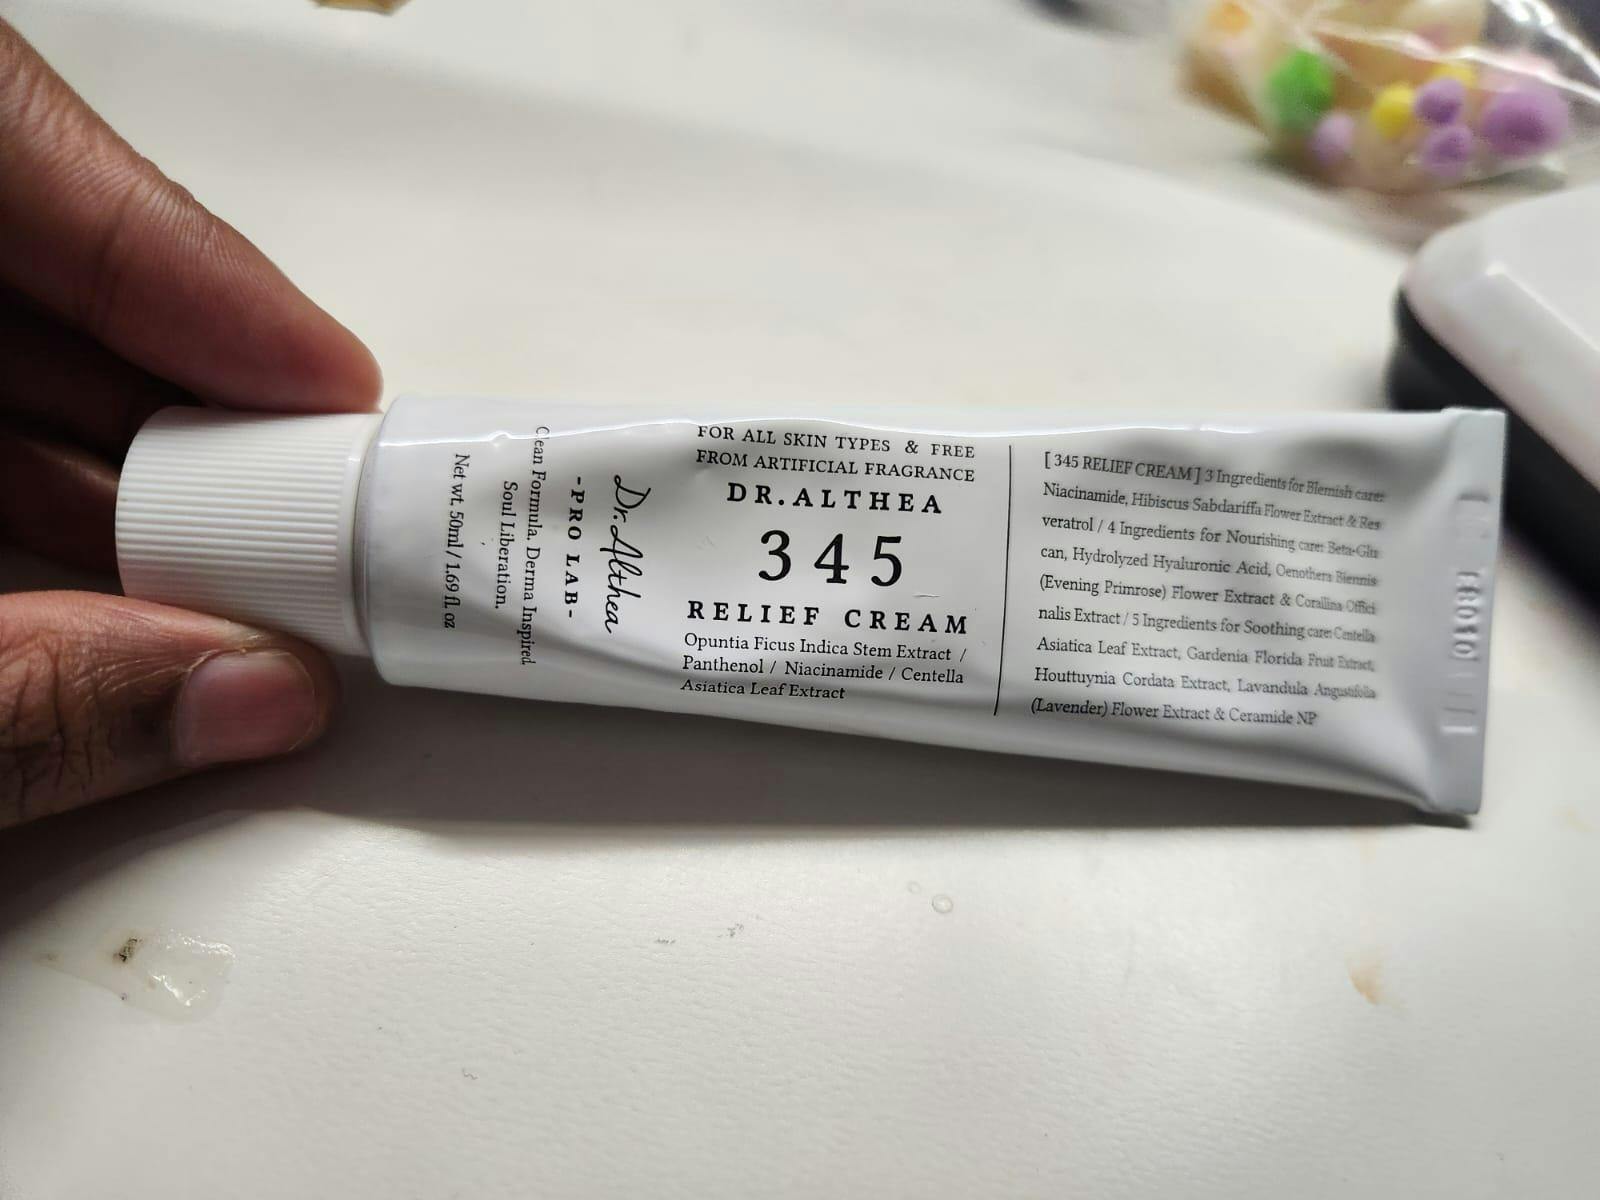 FOR ALL SKIN TYPES & FREE
FROM ARTIFICIAL FRAGRANCE
DR.ALTHEA
345
RELIEF CREAM
Opuntia Ficus Indica Stem Extract /
Panthenol / Niacinamide / Centella
Asiatica Leaf Extract
[ 345 RELIEF CREAM ] 3 Ingredients for Blemish care:
Niacinamide, Hibiscus Sabdariffa Flower Extract & Res
veratrol / 4 Ingredients for Nourishing care: Beta-Glu
can, Hydrolyzed Hyaluronic Acid, Oenothera Biennis
(Evening Primrose) Flower Extract & Corallina Offici
nalis Extract / 5 Ingredients for Soothing care: Centella
Asiatica Leaf Extract, Gardenia Florida Fruit Extract,
Houttuynia Cordata Extract, Lavandula Angustifolia
(Lavender) Flower Extract & Ceramide NP
Dr.Althea
-PRO LAB-
Clean Formula, Derma Inspired,
Soul Liberation.
Net wt. 50ml / 1.69 fl. oz